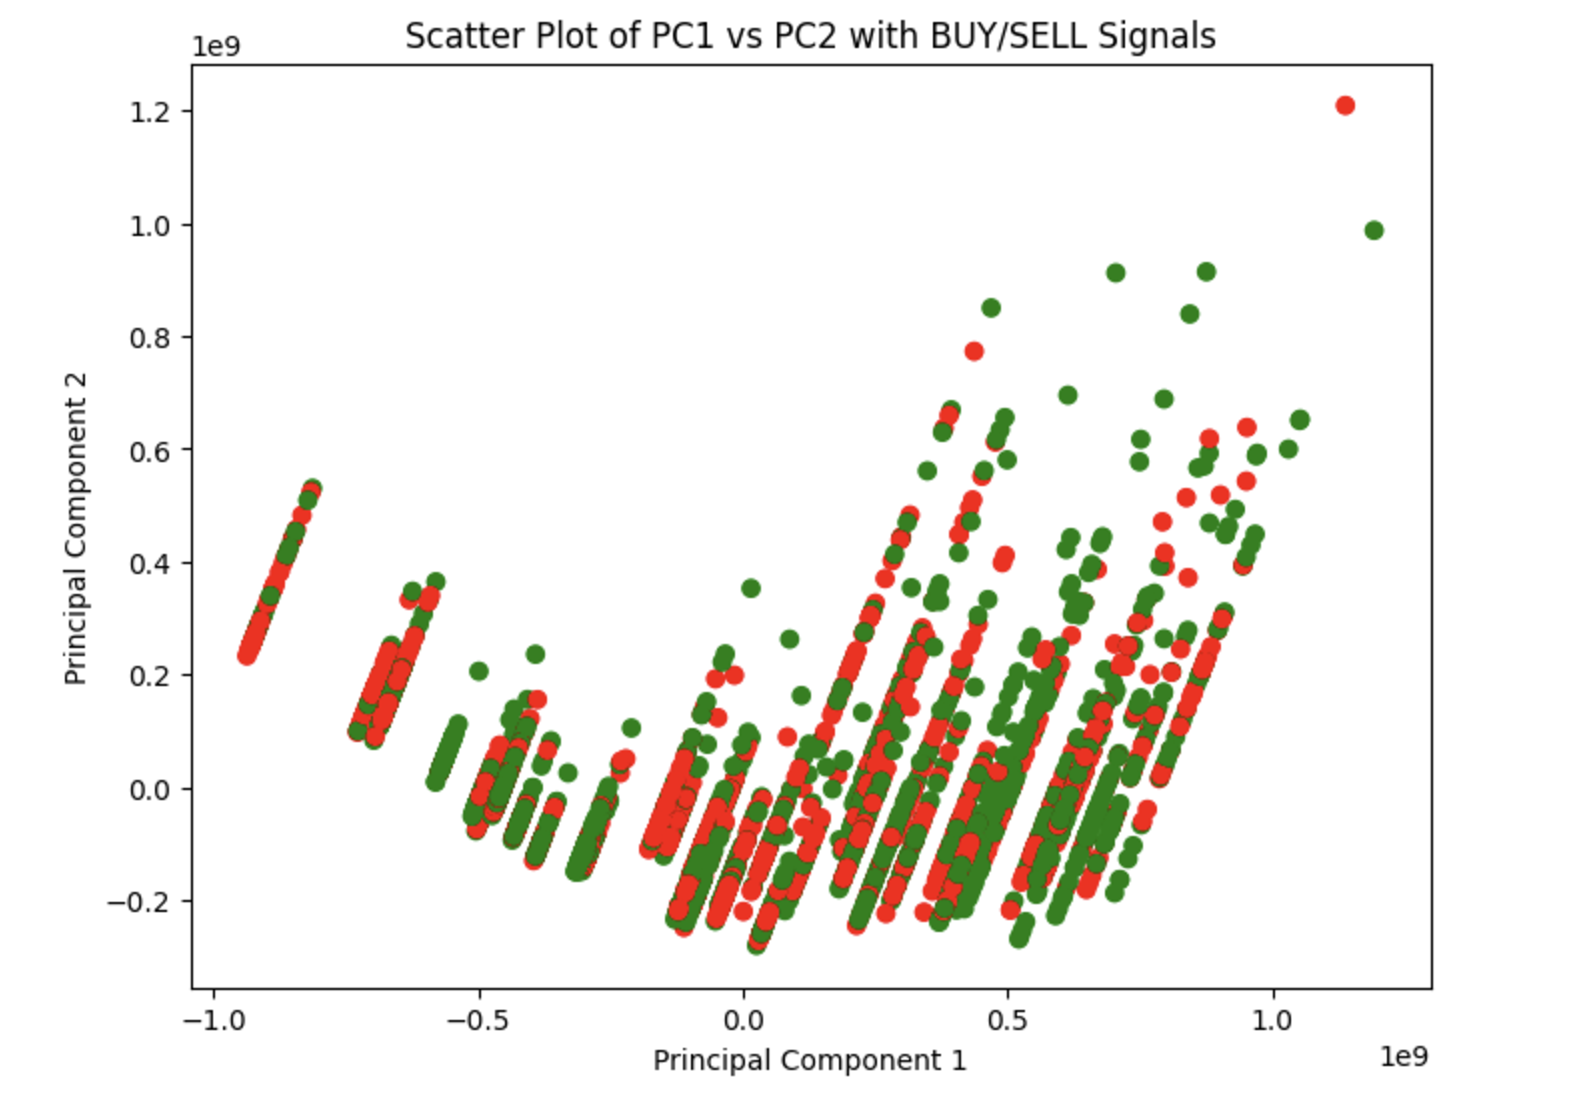 Scatter Plot of PC1 vs PC2 with BUY/SELL Signals
1e9
1.2
1.0
0.8
0.6
0.4
0.2
0.0
−0.2
Principal Component 2
−1.0 −0.5 0.0 0.5 1.0
Principal Component 1
1e9